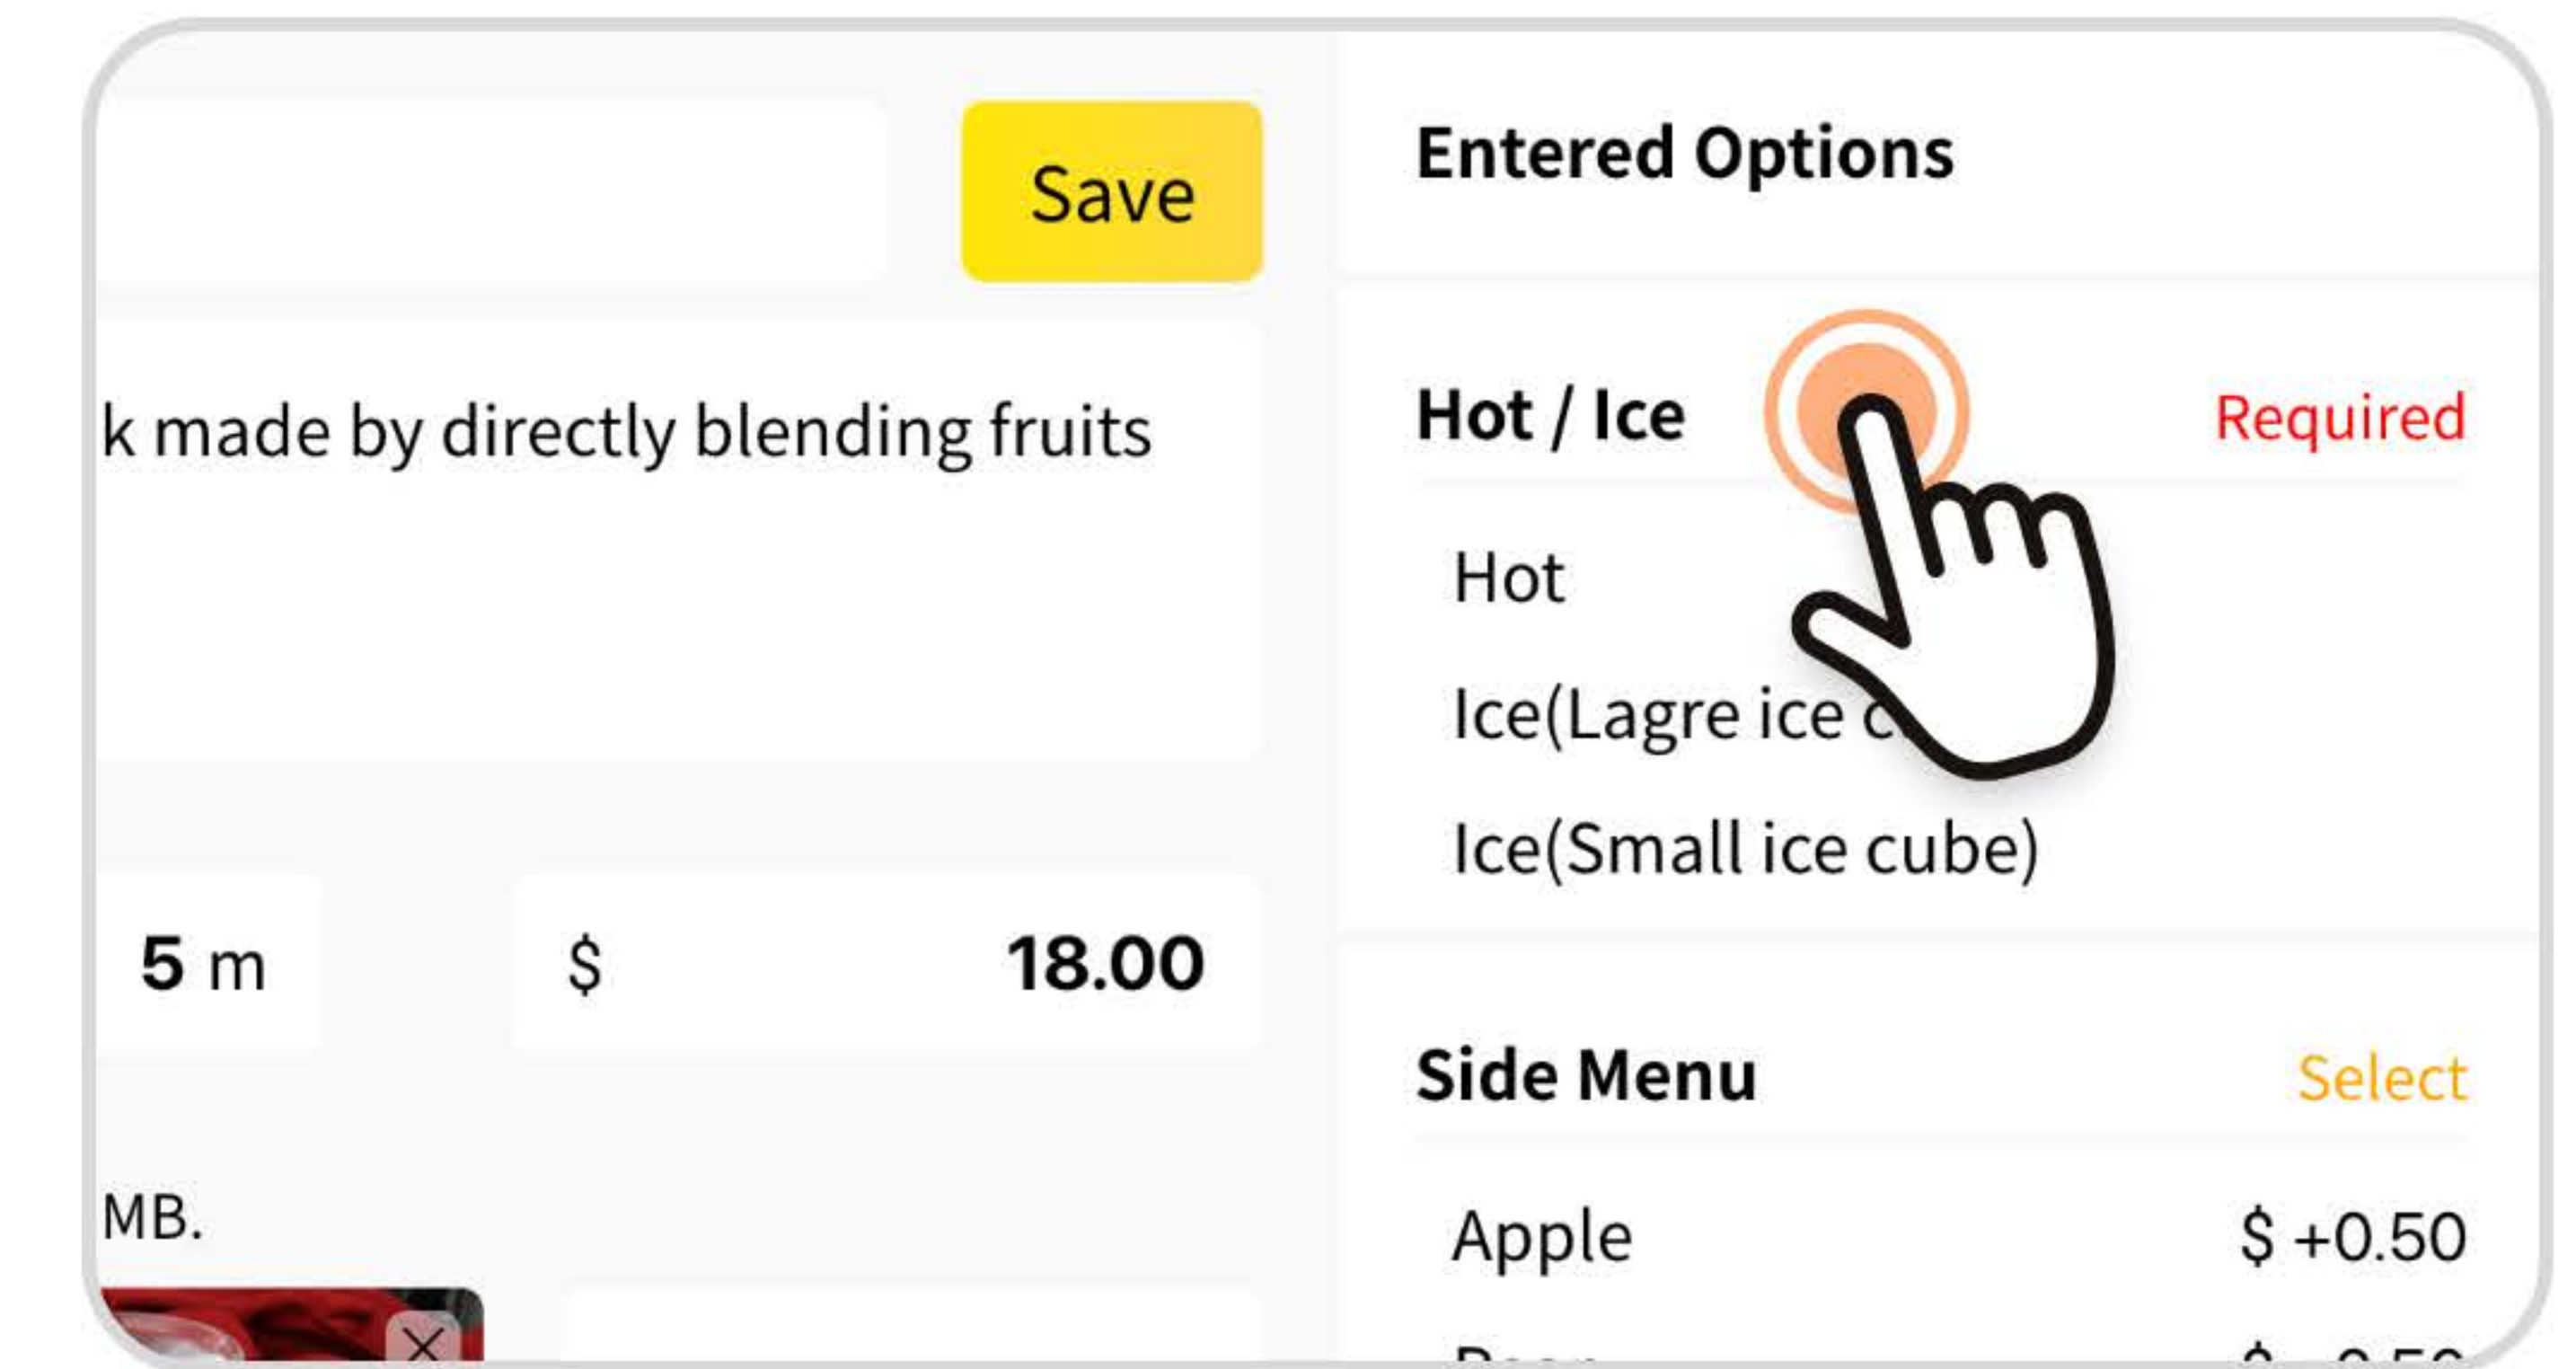 Save
k made by directly blending fruits
5 m
$ 18.00
MB.
Entered Options
Hot / Ice Required
Hot
Ice(Lagre ice
Ice(Small ice cube)
Side Menu Select
Apple $ +0.50